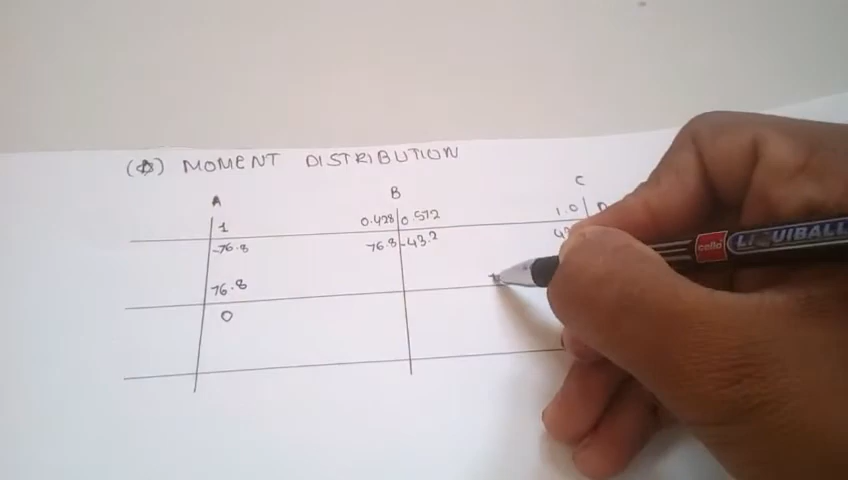 (A) MOMENT DISTRIBUTION
A B C
1 0.428 0.572 1.0
-76.8 76.8 -43.2
76.8
0
cello LIQUIBALL